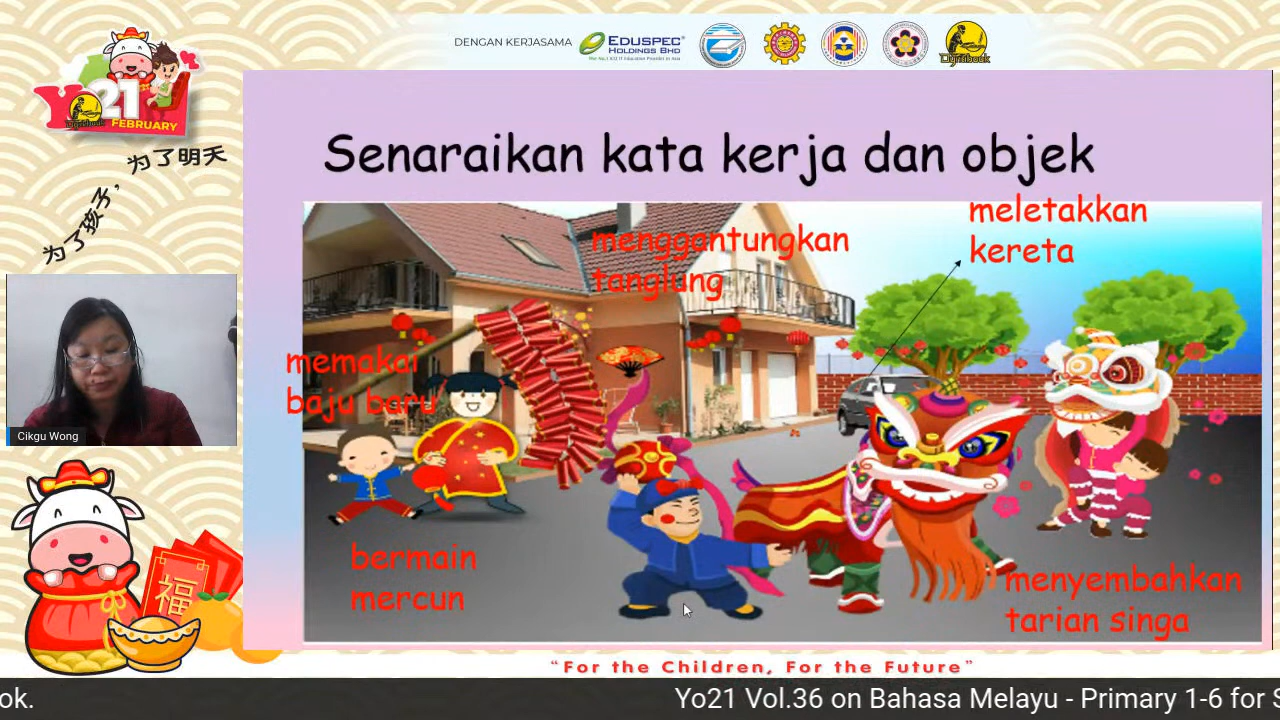 DENGAN KERJASAMA
EDUSPEC
HOLDINGS BHD
Yo21
FEBRUARY
为了孩子，
为了明天
Senaraikan kata kerja dan objek
meletakkan
kereta
menggantungkan
tanglung
memakai
baju baru
bermain
mercun
menyembahkan
tarian singa
Cikgu Wong
福
“For the Children, For the Future”
ok.
Yo21 Vol.36 on Bahasa Melayu - Primary 1-6 for S